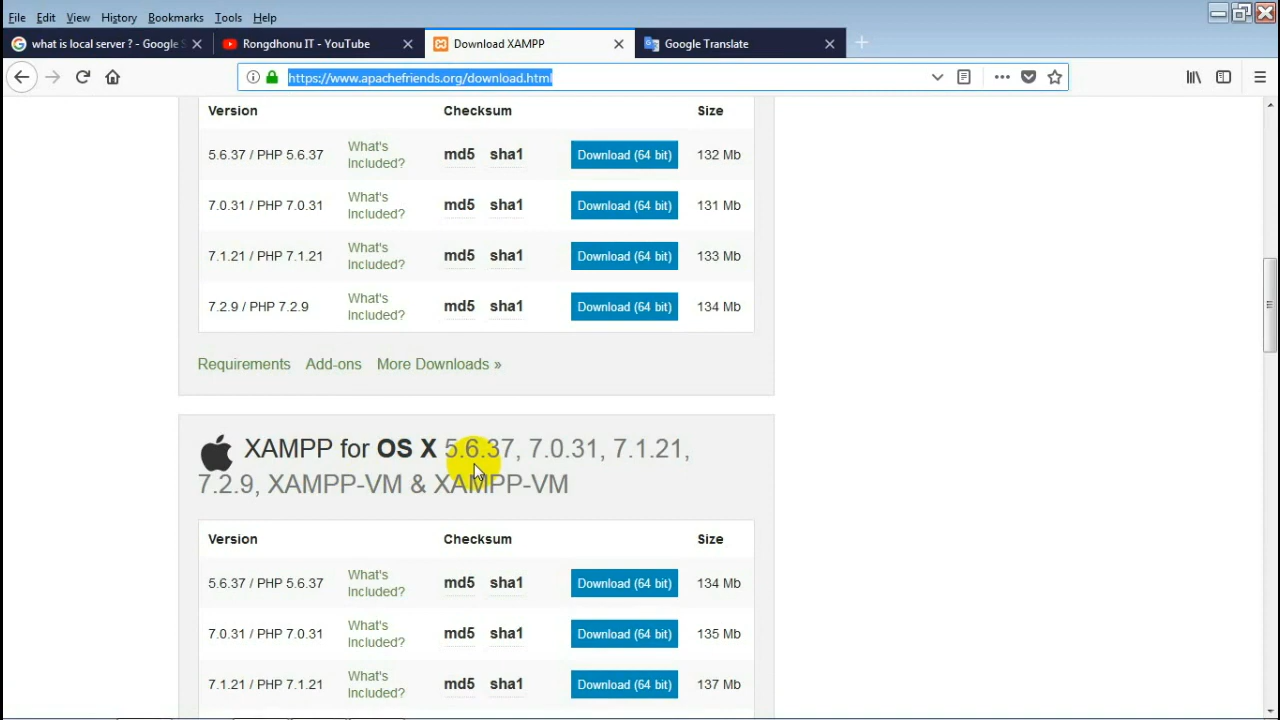 File Edit View History Bookmarks Tools Help
what is local server ? - Google S
Rongdhonu IT - YouTube
Download XAMPP
Google Translate
https://www.apachefriends.org/download.html
Version Checksum Size
5.6.37 / PHP 5.6.37 What's Included? md5 sha1 Download (64 bit) 132 Mb
7.0.31 / PHP 7.0.31 What's Included? md5 sha1 Download (64 bit) 131 Mb
7.1.21 / PHP 7.1.21 What's Included? md5 sha1 Download (64 bit) 133 Mb
7.2.9 / PHP 7.2.9 What's Included? md5 sha1 Download (64 bit) 134 Mb
Requirements Add-ons More Downloads »
XAMPP for OS X 5.6.37, 7.0.31, 7.1.21,
7.2.9, XAMPP-VM & XAMPP-VM
Version Checksum Size
5.6.37 / PHP 5.6.37 What's Included? md5 sha1 Download (64 bit) 134 Mb
7.0.31 / PHP 7.0.31 What's Included? md5 sha1 Download (64 bit) 135 Mb
7.1.21 / PHP 7.1.21 What's Included? md5 sha1 Download (64 bit) 137 Mb